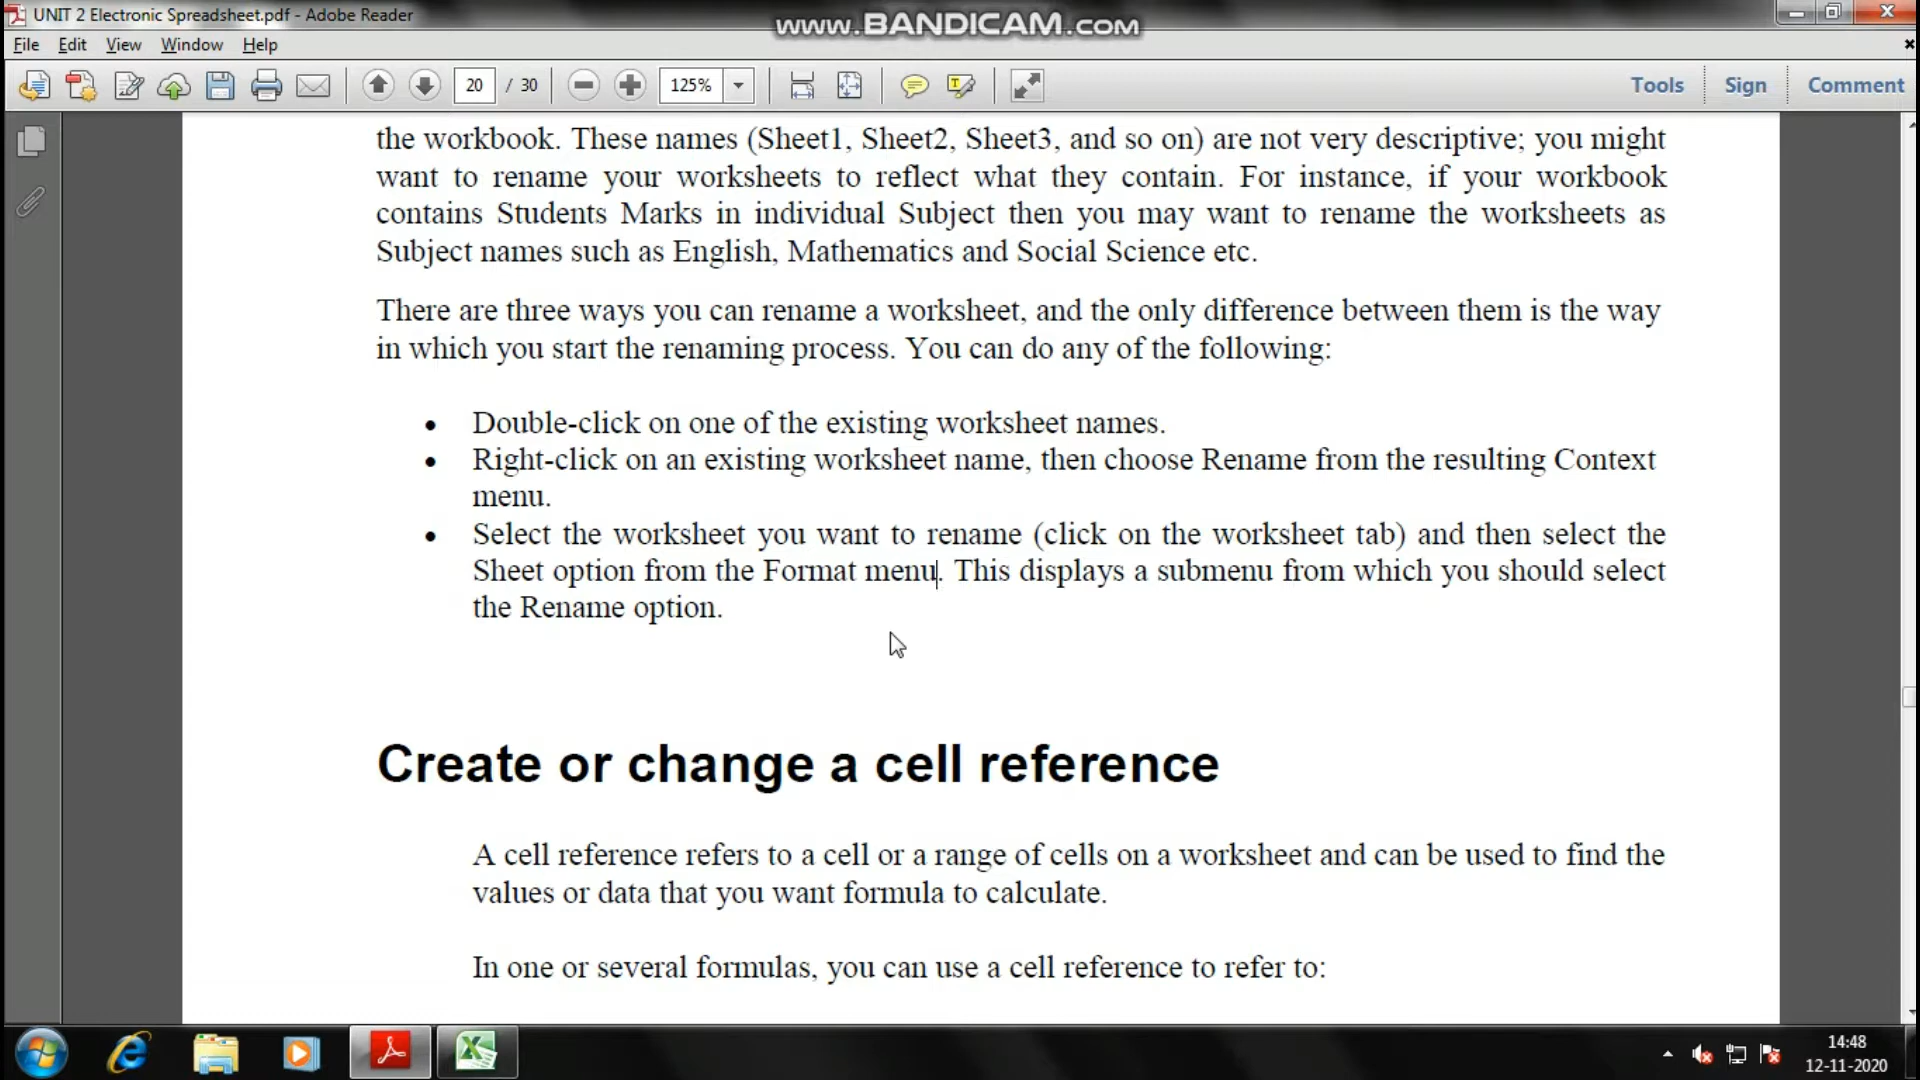 UNIT 2 Electronic Spreadsheet.pdf - Adobe Reader
www.BANDICAM.com
File Edit View Window Help
20 / 30 125% Tools Sign Comment
the workbook. These names (Sheet1, Sheet2, Sheet3, and so on) are not very descriptive; you might
want to rename your worksheets to reflect what they contain. For instance, if your workbook
contains Students Marks in individual Subject then you may want to rename the worksheets as
Subject names such as English, Mathematics and Social Science etc.
There are three ways you can rename a worksheet, and the only difference between them is the way
in which you start the renaming process. You can do any of the following:
• Double-click on one of the existing worksheet names.
• Right-click on an existing worksheet name, then choose Rename from the resulting Context
menu.
• Select the worksheet you want to rename (click on the worksheet tab) and then select the
Sheet option from the Format menu. This displays a submenu from which you should select
the Rename option.
Create or change a cell reference
A cell reference refers to a cell or a range of cells on a worksheet and can be used to find the
values or data that you want formula to calculate.
In one or several formulas, you can use a cell reference to refer to:
14:48
12-11-2020